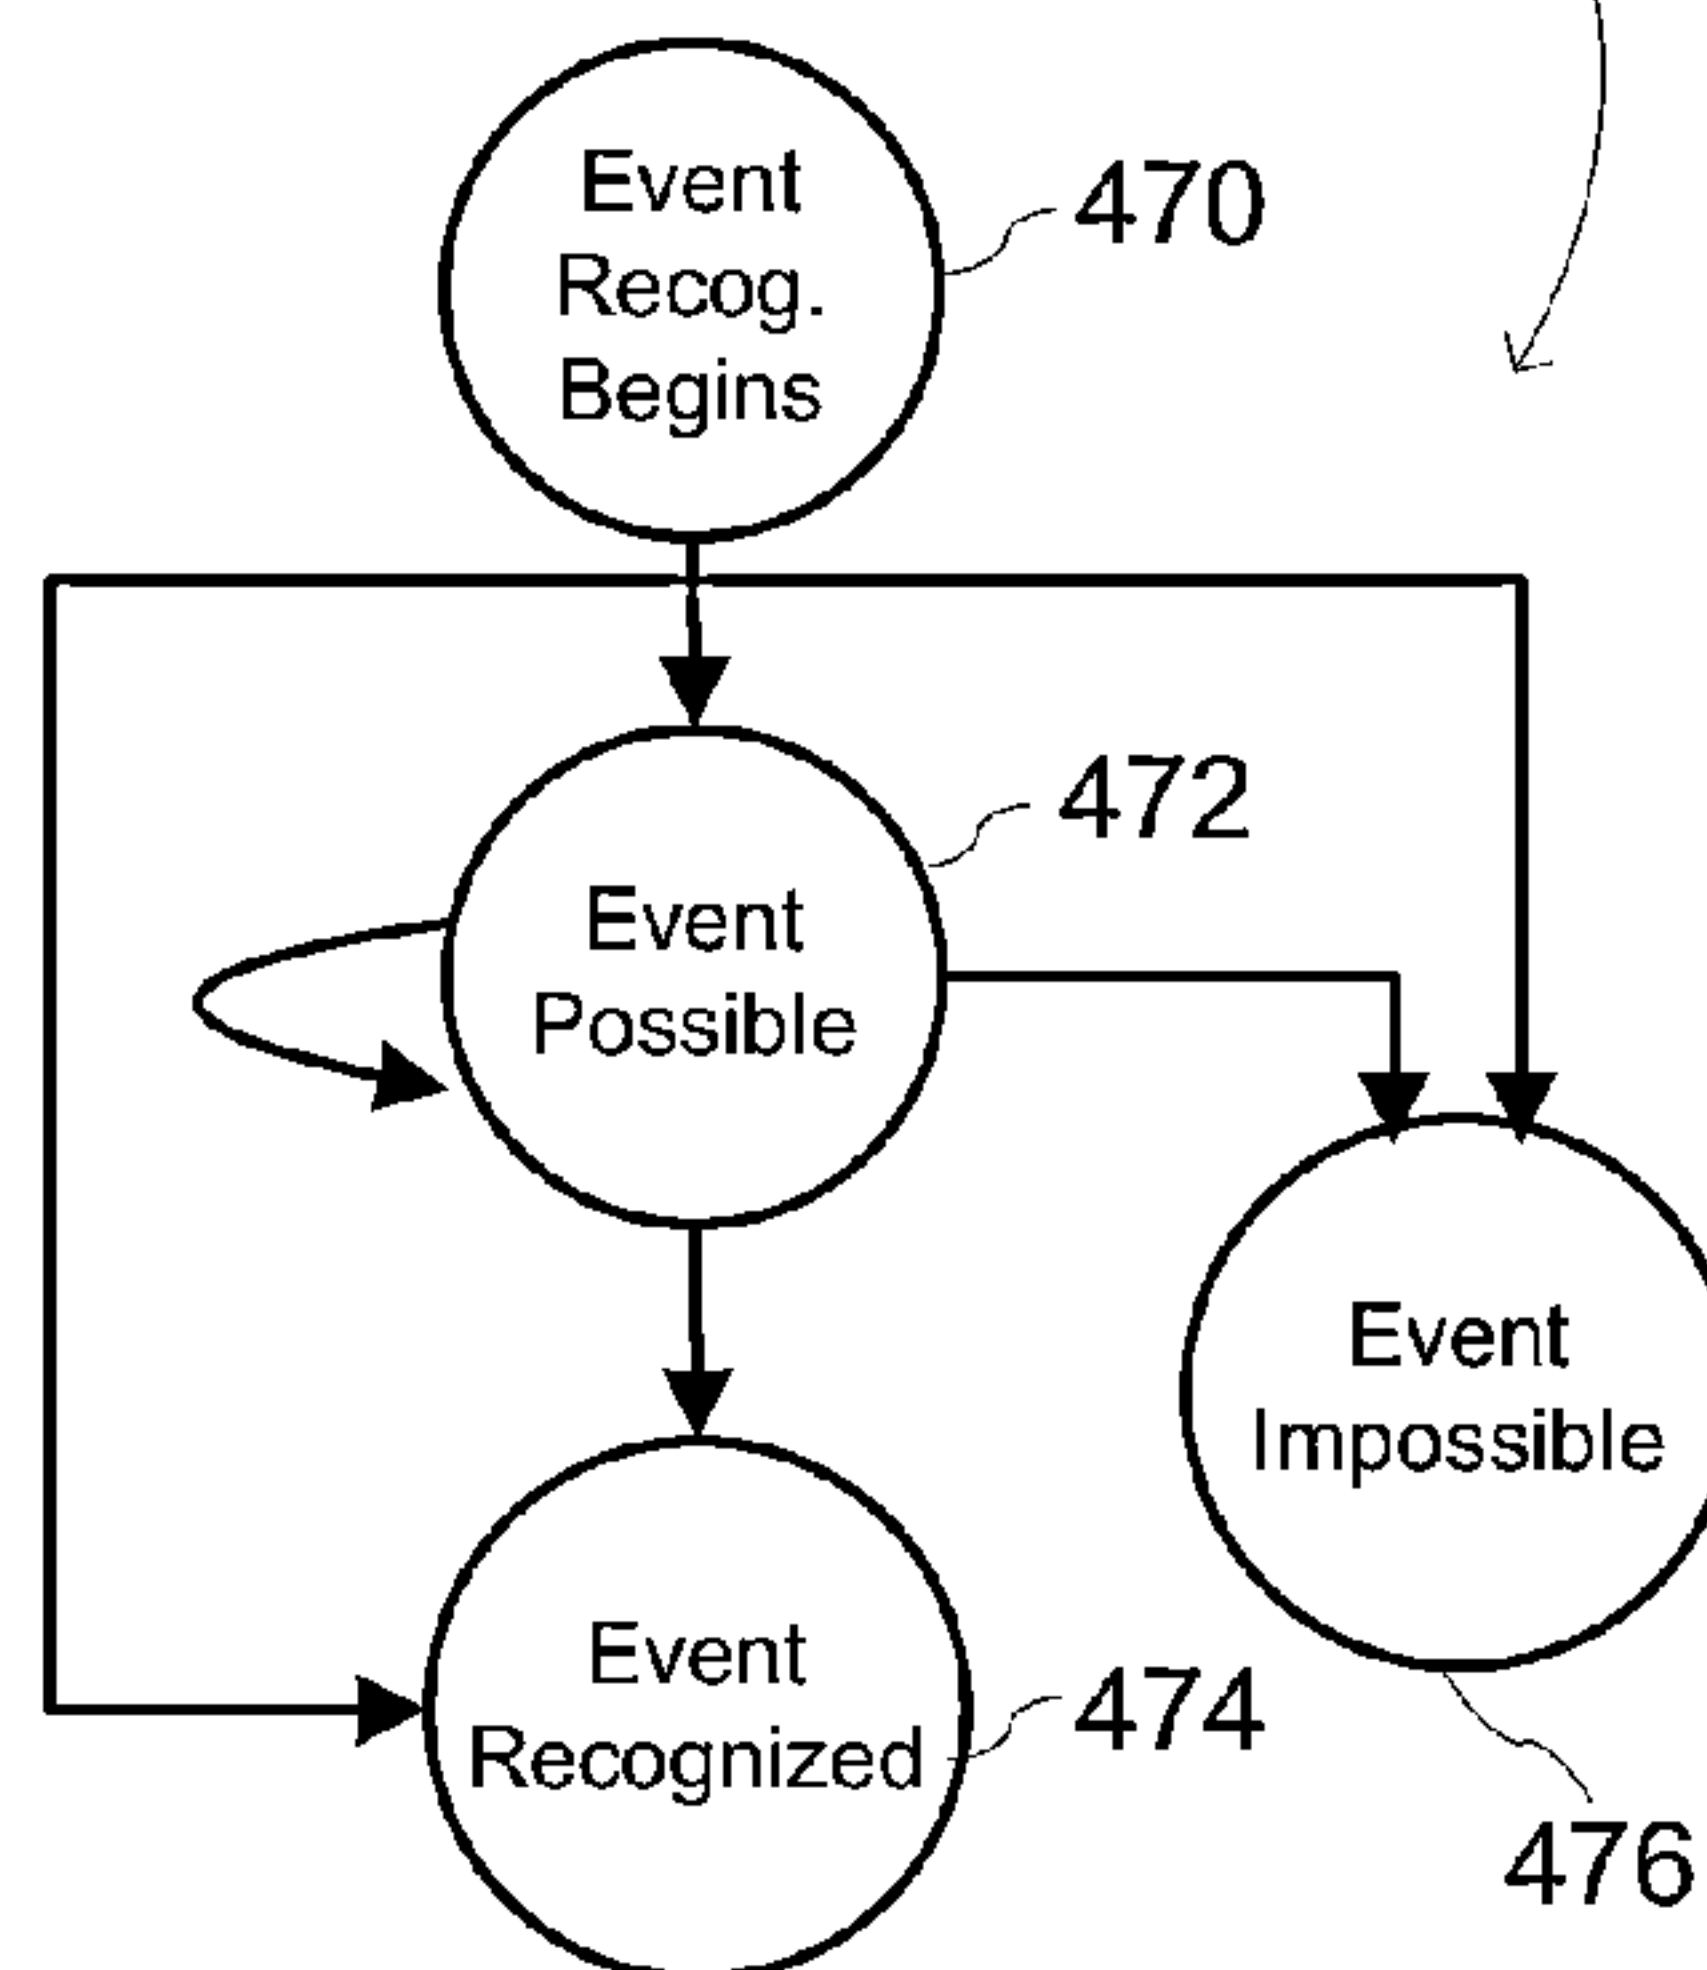 Event
Recog.
Begins
470
472
Event
Possible
Event
Impossible
Event
Recognized
474
476